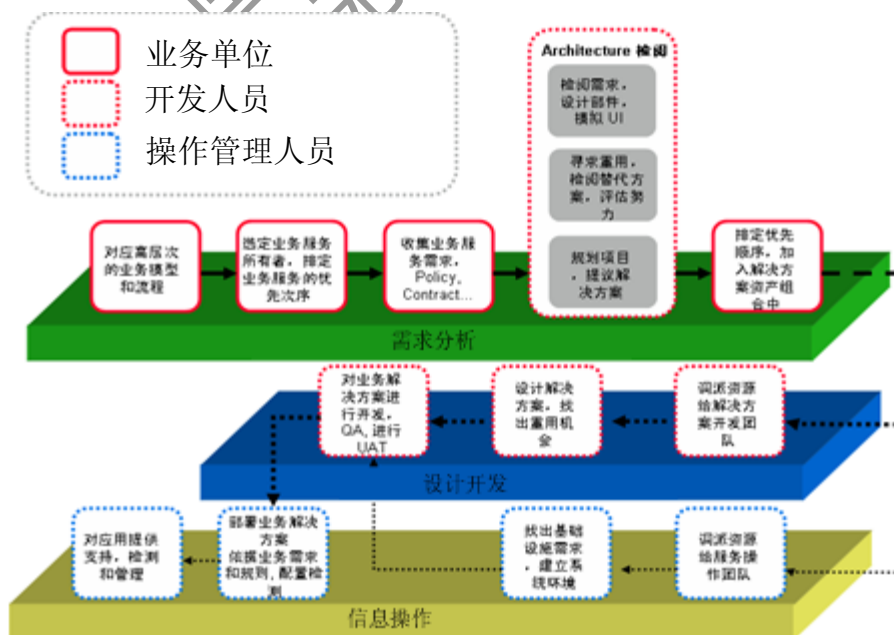 业务单位
开发人员
操作管理人员
Architecture 检阅
检阅需求，
设计部件，
模拟 UI
寻求重用，
检阅替代方
案，评估努
力
规划项目
，提议解
决方案
对应高层次
的业务模型
和流程
选定业务服务
所有者，排定
业务服务的优
先次序
收集业务服
务需求，
Policy,
Contract...
排定优先
顺序，加
入解决方
案资产组
合中
需求分析
对业务解
决方案进
行开发，
QA, 进行
UAT
设计解决
方案，找
出重用机
会
调派资源
给解决方
案开发团
队
设计开发
对应用提供
支持，检测
和管理
部署业务解决
方案
依据业务需求
和规则, 配置检
测
找出基础
设施需求
，建立系
统环境
调派资源
给服务操
作团队
信息操作